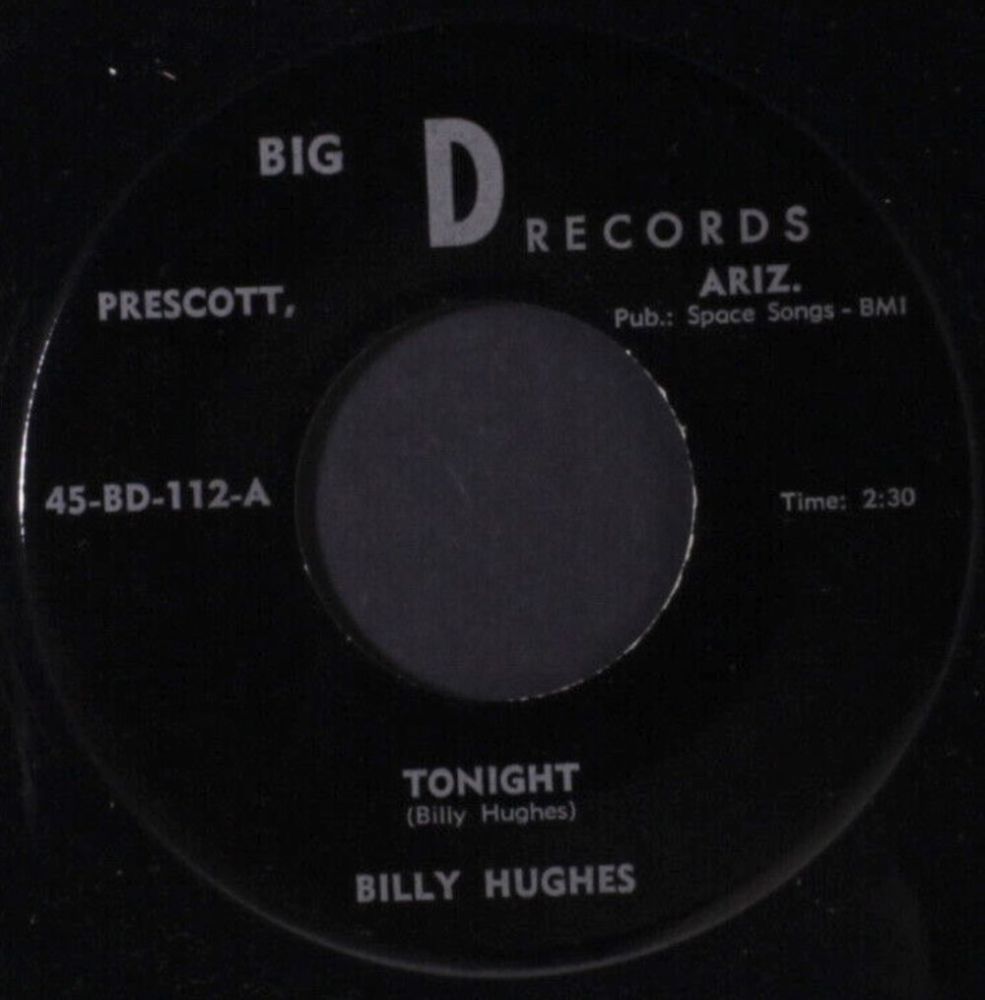 BIG D RECORDS
PRESCOTT, ARIZ.
Pub.: Space Songs - BMI
45-BD-112-A
Time: 2:30
TONIGHT
(Billy Hughes)
BILLY HUGHES